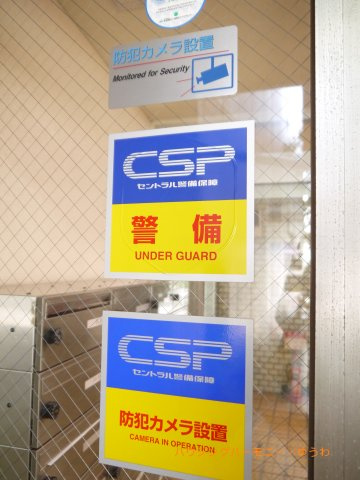 防犯カメラ設置
Monitored for Security
CSP
セントラル警備保障
警備
UNDER GUARD
CSP
セントラル警備保障
防犯カメラ設置
CAMERA IN OPERATION